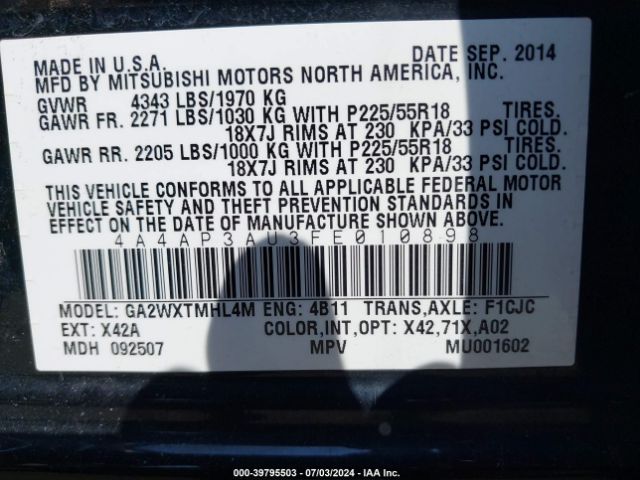 MADE IN U.S.A. DATE SEP. 2014
MFD BY MITSUBISHI MOTORS NORTH AMERICA, INC.
GVWR 4343 LBS/1970 KG
GAWR FR. 2271 LBS/1030 KG WITH P225/55R18 TIRES.
18X7J RIMS AT 230 KPA/33 PSI COLD.
GAWR RR. 2205 LBS/1000 KG WITH P225/55R18 TIRES.
18X7J RIMS AT 230 KPA/33 PSI COLD.
THIS VEHICLE CONFORMS TO ALL APPLICABLE FEDERAL MOTOR
VEHICLE SAFETY AND THEFT PREVENTION STANDARDS IN
EFFECT ON THE DATE OF MANUFACTURE SHOWN ABOVE.
4A4AP3AU3FE010898
MODEL: GA2WXTMHL4M ENG: 4B11 TRANS,AXLE: F1CJC
EXT: X42A COLOR,INT,OPT: X42,71X,A02
MDH 092507 MPV MU001602
000-39795503 - 07/03/2024 - IAA Inc.